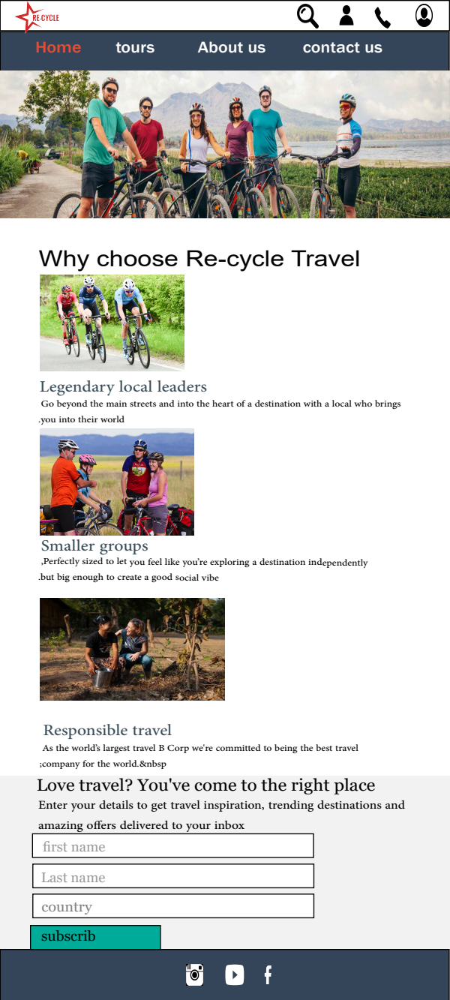 RE-CYCLE
Home tours About us contact us
Why choose Re-cycle Travel
Legendary local leaders
Go beyond the main streets and into the heart of a destination with a local who brings
.you into their world
Smaller groups
,Perfectly sized to let you feel like you're exploring a destination independently
.but big enough to create a good social vibe
Responsible travel
As the world's largest travel B Corp we're committed to being the best travel
;company for the world.&nbsp
Love travel? You've come to the right place
Enter your details to get travel inspiration, trending destinations and
amazing offers delivered to your inbox
first name
Last name
country
subscrib